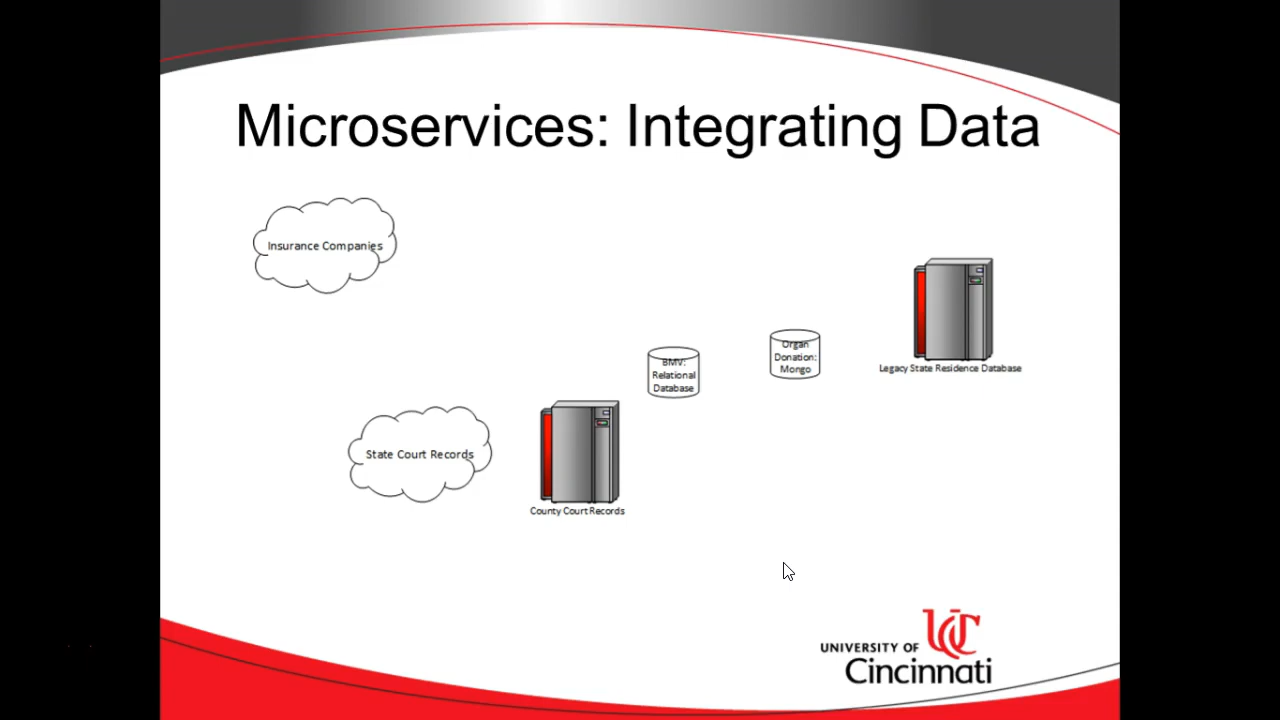 Microservices: Integrating Data
Insurance Companies
Organ
Donation:
Mongo
BMV:
Relational
Database
Legacy State Residence Database
State Court Records
County Court Records
UC
UNIVERSITY OF
Cincinnati